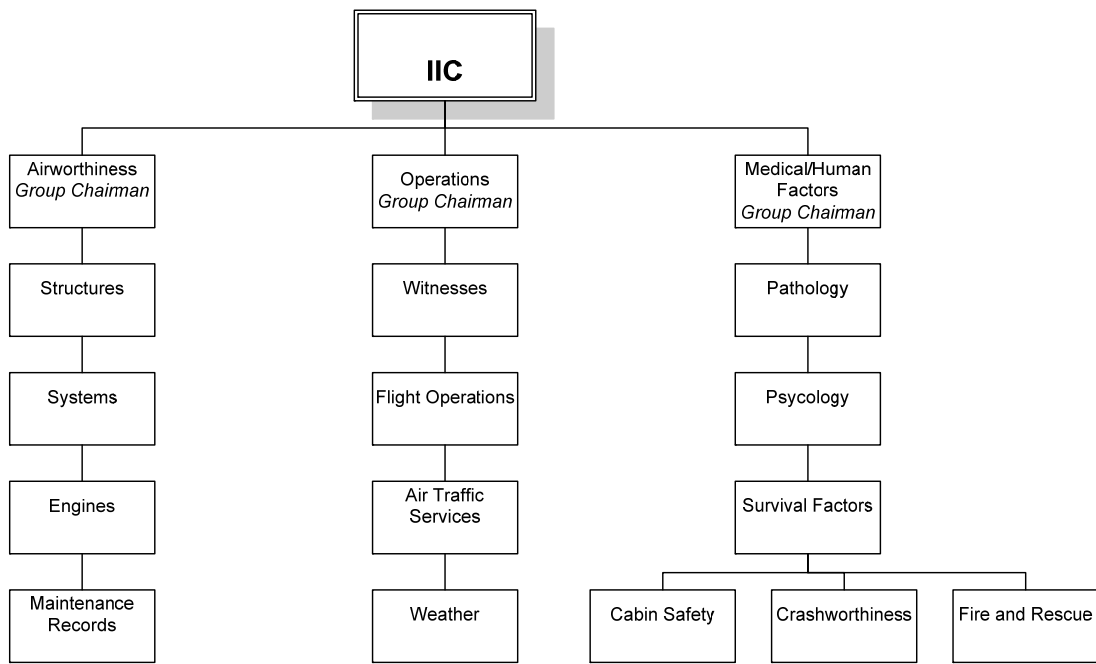 IIC
Airworthiness
Group Chairman
Operations
Group Chairman
Medical/Human
Factors
Group Chairman
Structures
Witnesses
Pathology
Systems
Flight Operations
Psycology
Engines
Air Traffic
Services
Survival Factors
Maintenance
Records
Weather
Cabin Safety
Crashworthiness
Fire and Rescue